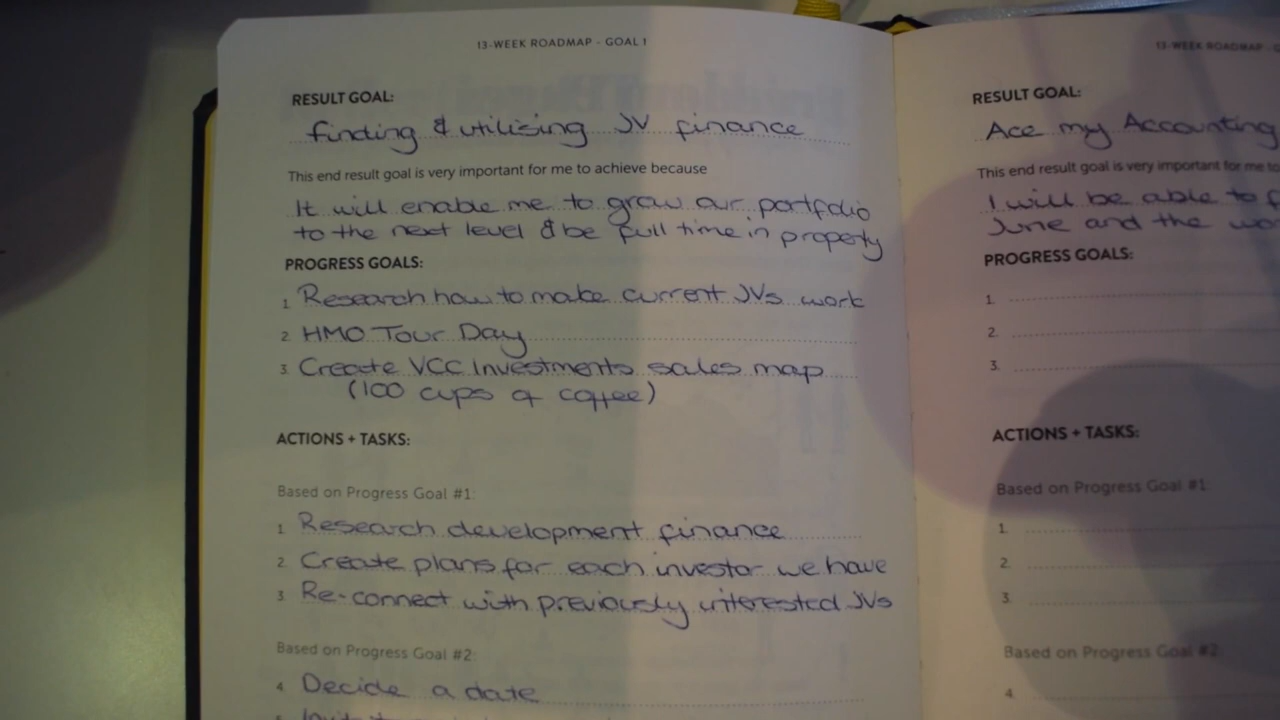 13-WEEK ROADMAP - GOAL 1
RESULT GOAL:
finding & utilising JV finance
This end result goal is very important for me to achieve because
It will enable me to grow our portfolio
to the next level & be full time in property
PROGRESS GOALS:
1. Research how to make current JVs work
2. HMO Tour Day
3. Create VCC Investments sales map
(100 cups of coffee)
ACTIONS + TASKS:
Based on Progress Goal #1:
1 Research development finance
2 Create plans for each investor we have
3 Re-connect with previously interested JVs
Based on Progress Goal #2:
4 Decide a date
5
13-WEEK ROADMAP -
RESULT GOAL:
Ace my Accounting
This end result goal is very important for me
I will be able to
June and the
PROGRESS GOALS:
1.
2.
3.
ACTIONS + TASKS:
Based on Progress Goal #1:
1.
2.
3.
Based on Progress Goal #2:
4.